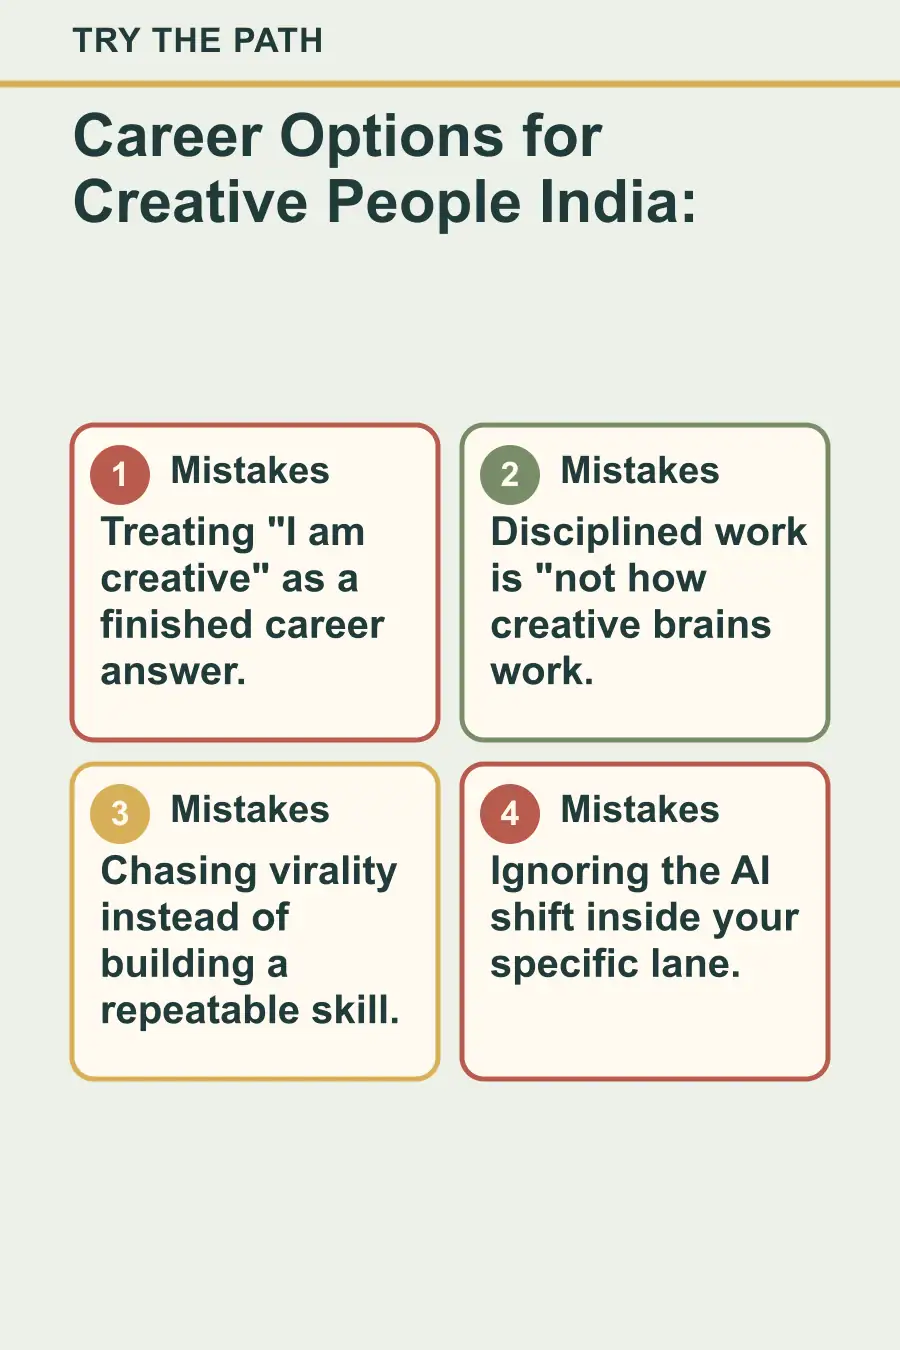 TRY THE PATH
Career Options for
Creative People India:
1 Mistakes
Treating "I am
creative" as a
finished career
answer.
2 Mistakes
Disciplined work
is "not how
creative brains
work.
3 Mistakes
Chasing virality
instead of
building a
repeatable skill.
4 Mistakes
Ignoring the AI
shift inside your
specific lane.